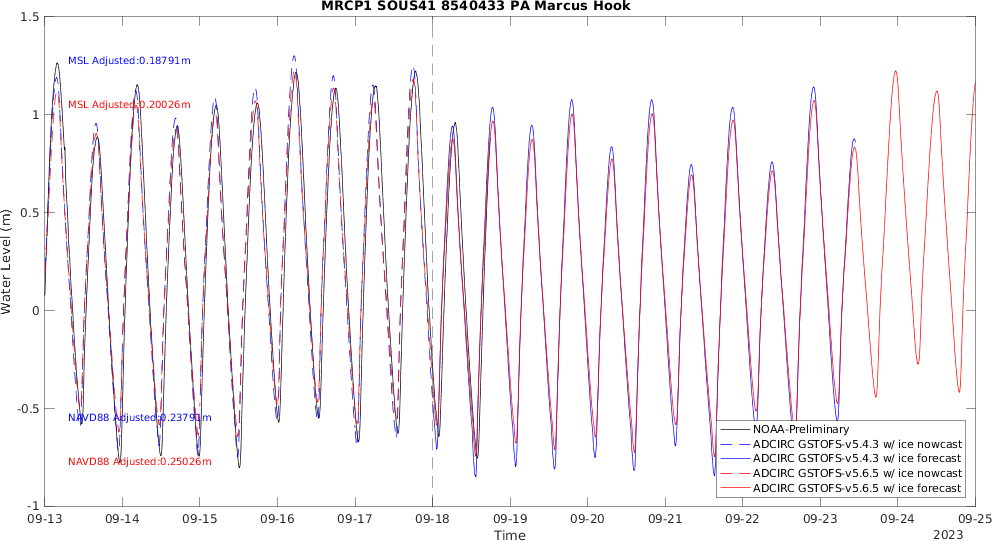 MRCP1 SOUS41 8540433 PA Marcus Hook
1.5
MSL Adjusted:0.18791m
MSL Adjusted:0.20026m
1
0.5
Water Level (m)
0
-0.5
NAVD88 Adjusted:0.23791m
NAVD88 Adjusted:0.25026m
NOAA-Preliminary
ADCIRC GSTOFS-v5.4.3 w/ ice nowcast
ADCIRC GSTOFS-v5.4.3 w/ ice forecast
ADCIRC GSTOFS-v5.6.5 w/ ice nowcast
ADCIRC GSTOFS-v5.6.5 w/ ice forecast
-1
09-13 09-14 09-15 09-16 09-17 09-18 09-19 09-20 09-21 09-22 09-23 09-24 09-25
Time
2023